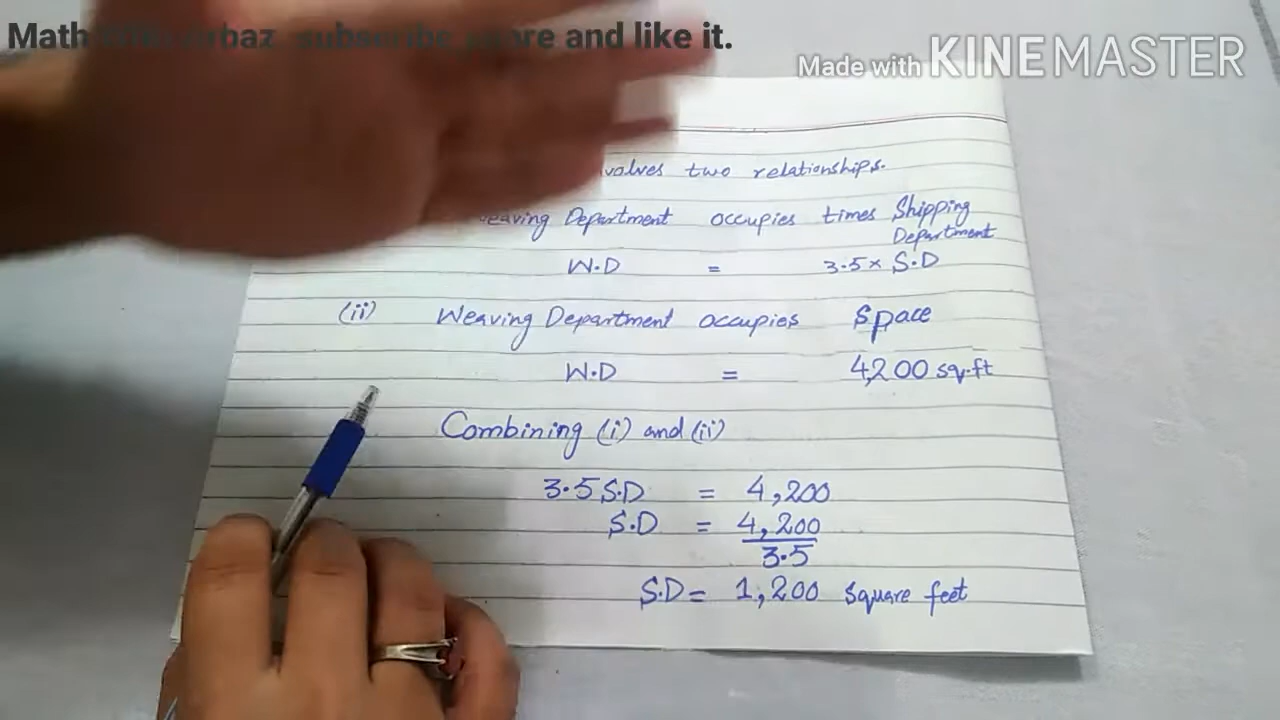 Math subscribe and like it.
Made with KINEMASTER
two relationships.
Weaving Department occupies times Shipping
Department
W.D = 3.5 x S.D
(ii) Weaving Department occupies Space
W.D = 4,200 sq.ft
Combining (i) and (ii)
3.5 S.D = 4,200
S.D = 4,200
3.5
S.D = 1,200 Square feet